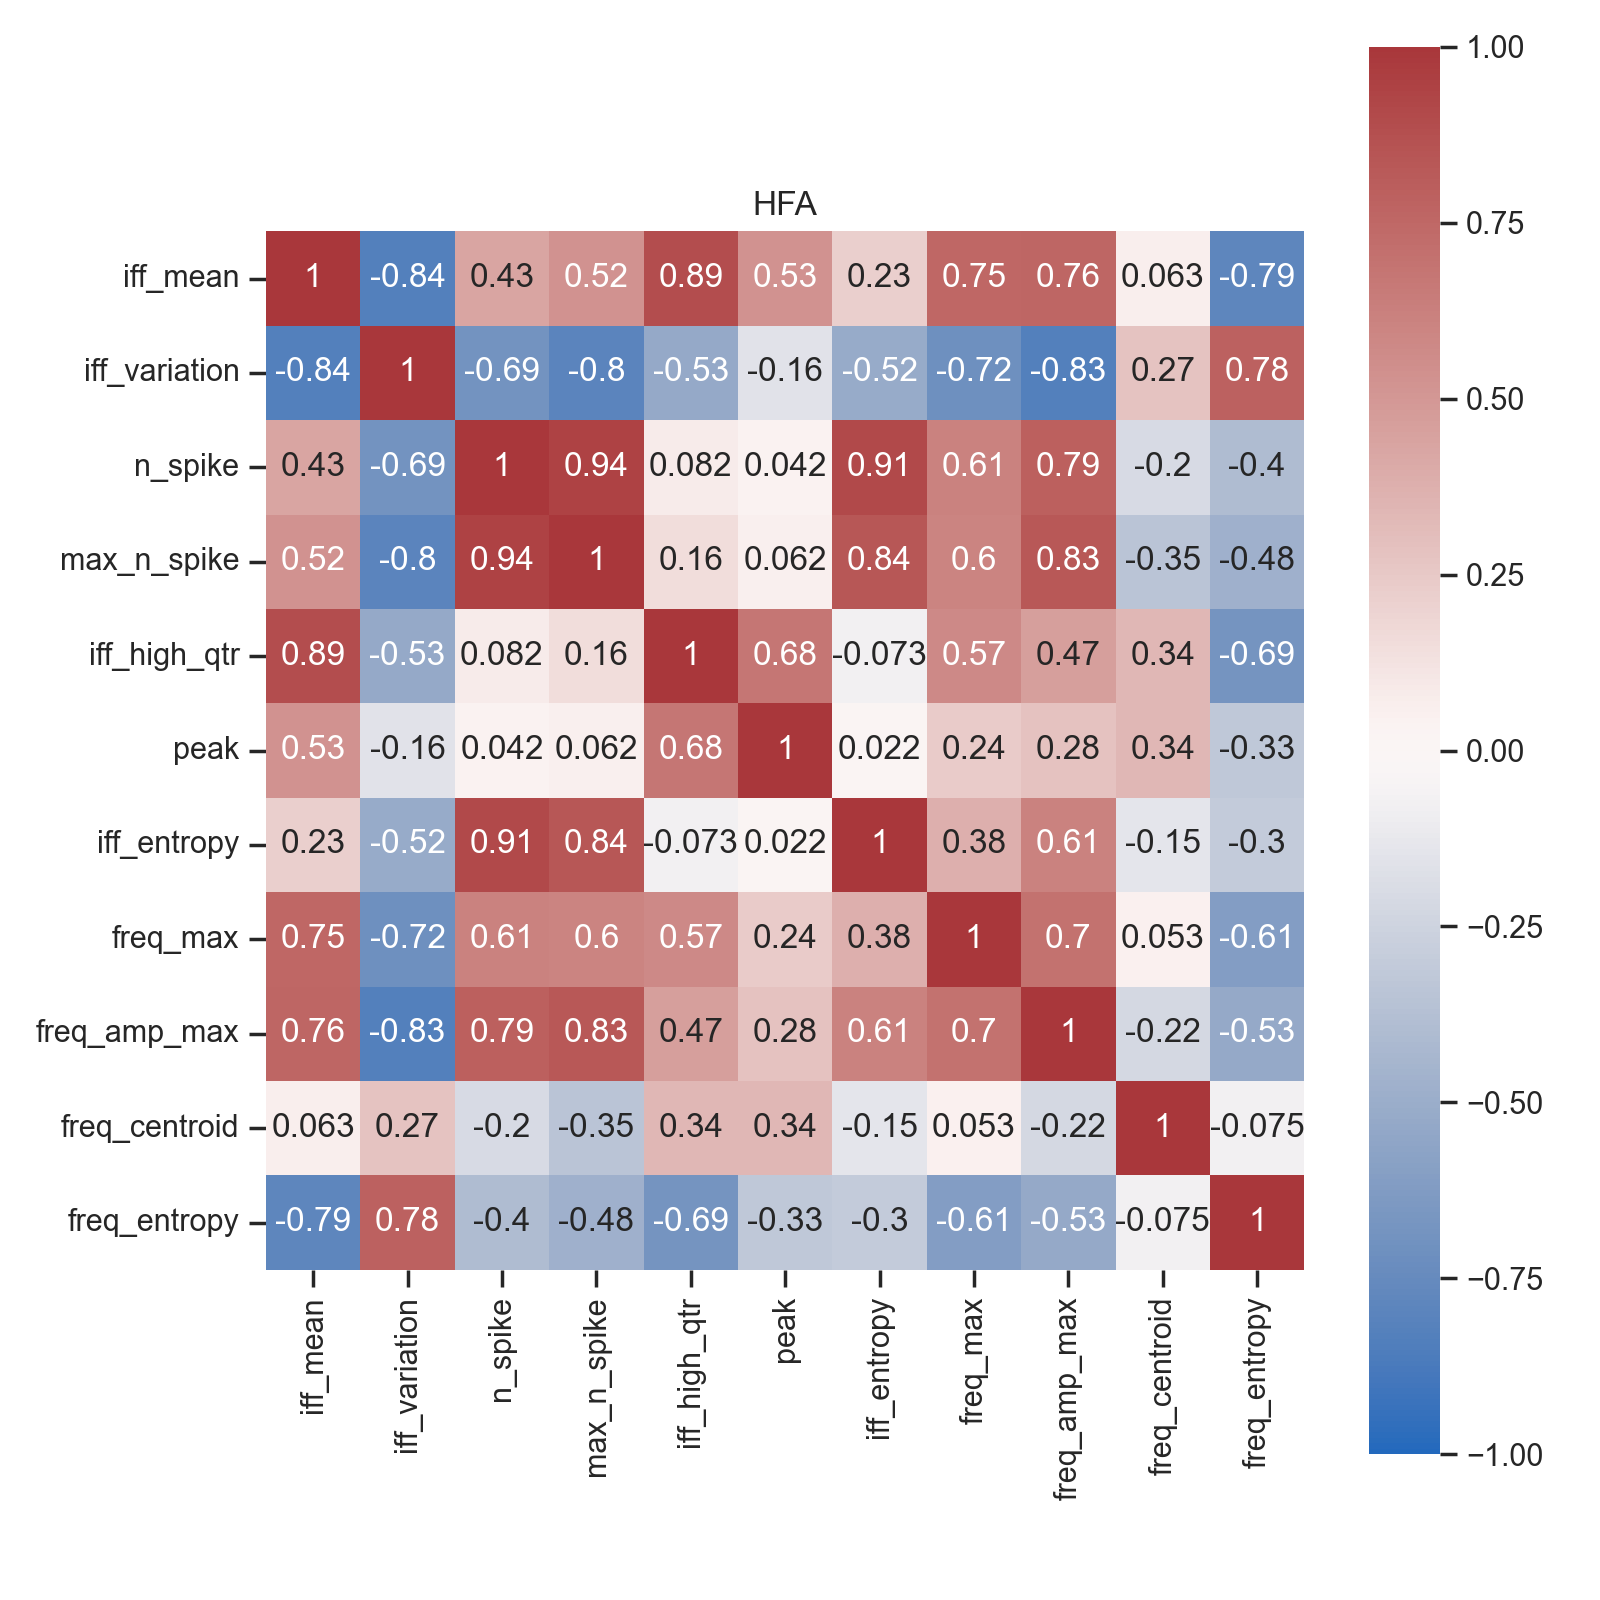 HFA
iff_mean 1 -0.84 0.43 0.52 0.89 0.53 0.23 0.75 0.76 0.063 -0.79
iff_variation -0.84 1 -0.69 -0.8 -0.53 -0.16 -0.52 -0.72 -0.83 0.27 0.78
n_spike 0.43 -0.69 1 0.94 0.082 0.042 0.91 0.61 0.79 -0.2 -0.4
max_n_spike 0.52 -0.8 0.94 1 0.16 0.062 0.84 0.6 0.83 -0.35 -0.48
iff_high_qtr 0.89 -0.53 0.082 0.16 1 0.68 -0.073 0.57 0.47 0.34 -0.69
peak 0.53 -0.16 0.042 0.062 0.68 1 0.022 0.24 0.28 0.34 -0.33
iff_entropy 0.23 -0.52 0.91 0.84 -0.073 0.022 1 0.38 0.61 -0.15 -0.3
freq_max 0.75 -0.72 0.61 0.6 0.57 0.24 0.38 1 0.7 0.053 -0.61
freq_amp_max 0.76 -0.83 0.79 0.83 0.47 0.28 0.61 0.7 1 -0.22 -0.53
freq_centroid 0.063 0.27 -0.2 -0.35 0.34 0.34 -0.15 0.053 -0.22 1 -0.075
freq_entropy -0.79 0.78 -0.4 -0.48 -0.69 -0.33 -0.3 -0.61 -0.53 -0.075 1
iff_mean
iff_variation
n_spike
max_n_spike
iff_high_qtr
peak
iff_entropy
freq_max
freq_amp_max
freq_centroid
freq_entropy
1.00
0.75
0.50
0.25
0.00
−0.25
−0.50
−0.75
−1.00